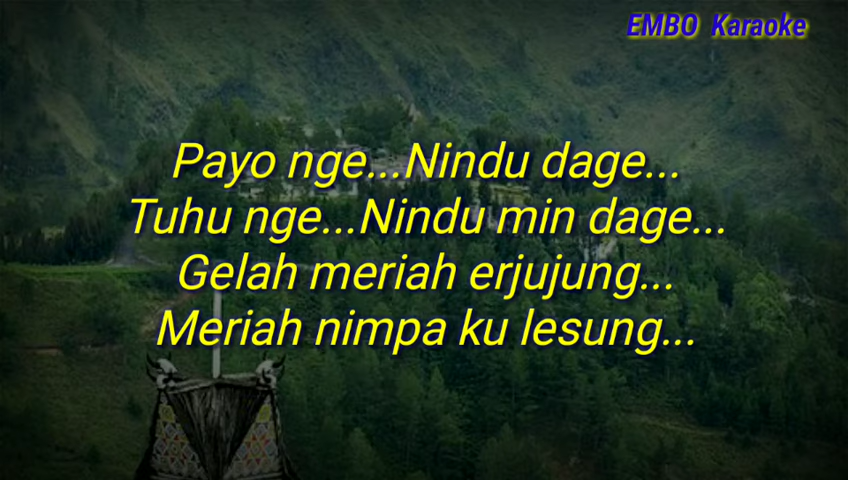 EMBO Karaoke
Payo nge...Nindu dage...
Tuhu nge...Nindu min dage...
Gelah meriah erjujung...
Meriah nimpa ku lesung...